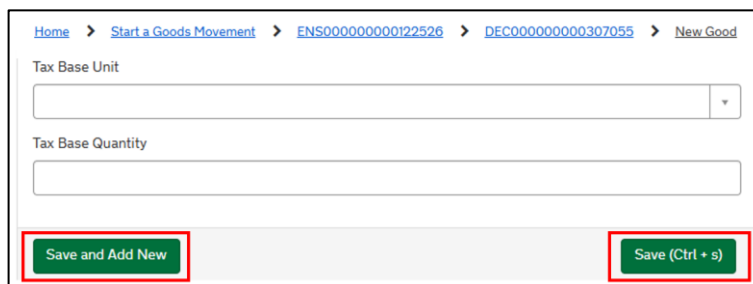 Home > Start a Goods Movement > ENS000000000122526 > DEC000000000307055 > New Good
Tax Base Unit
Tax Base Quantity
Save and Add New
Save (Ctrl + s)